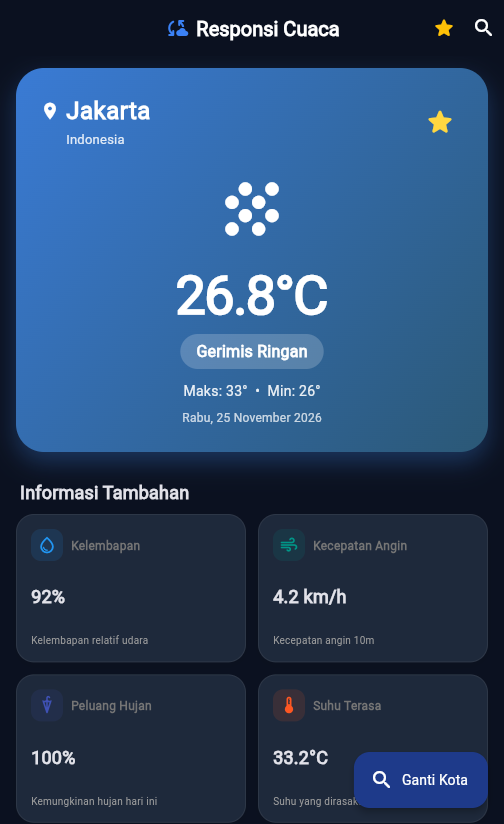 Responsi Cuaca
Jakarta
Indonesia
26.8°C
Gerimis Ringan
Maks: 33° • Min: 26°
Rabu, 25 November 2026
Informasi Tambahan
Kelembapan
92%
Kelembapan relatif udara
Kecepatan Angin
4.2 km/h
Kecepatan angin 10m
Peluang Hujan
100%
Kemungkinan hujan hari ini
Suhu Terasa
33.2°C
Suhu yang
Ganti Kota